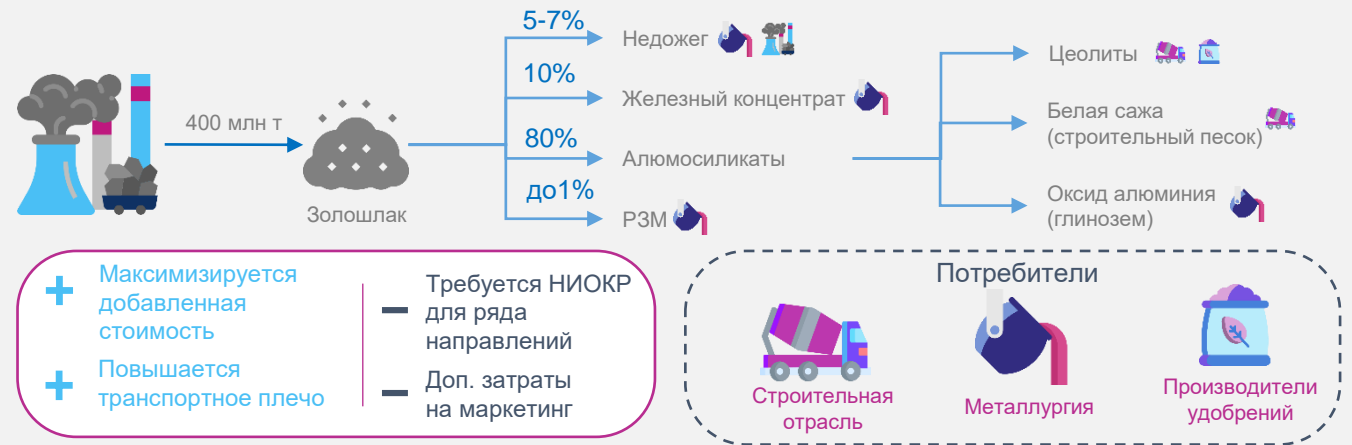 400 млн т
Золошлак
5-7%
Недожег
10%
Железный концентрат
80%
Алюмосиликаты
до1%
РЗМ
Цеолиты
Белая сажа
(строительный песок)
Оксид алюминия
(глинозем)
+ Максимизируется
добавленная
стоимость
+ Повышается
транспортное плечо
– Требуется НИОКР
для ряда
направлений
– Доп. затраты
на маркетинг
Потребители
Строительная
отрасль
Металлургия
Производители
удобрений